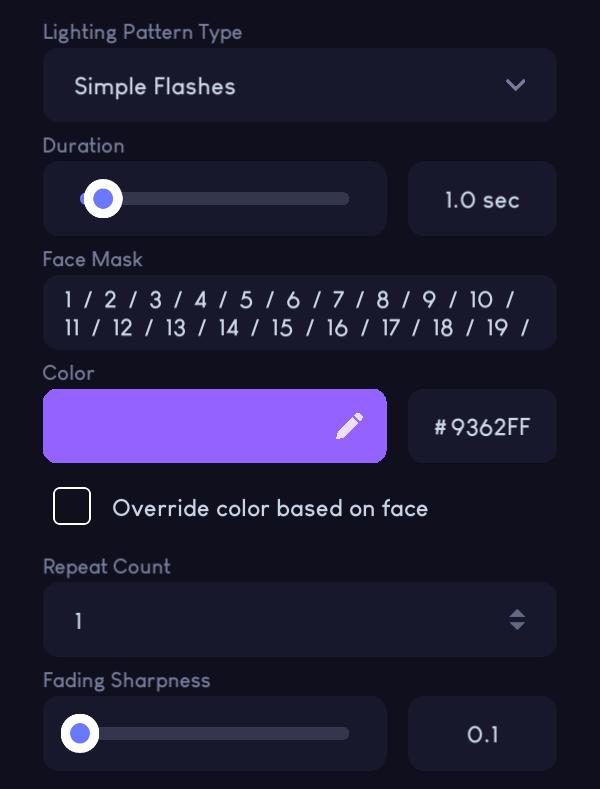 Lighting Pattern Type
Simple Flashes
Duration
1.0 sec
Face Mask
1 / 2 / 3 / 4 / 5 / 6 / 7 / 8 / 9 / 10 /
11 / 12 / 13 / 14 / 15 / 16 / 17 / 18 / 19 /
Color
#9362FF
Override color based on face
Repeat Count
1
Fading Sharpness
0.1